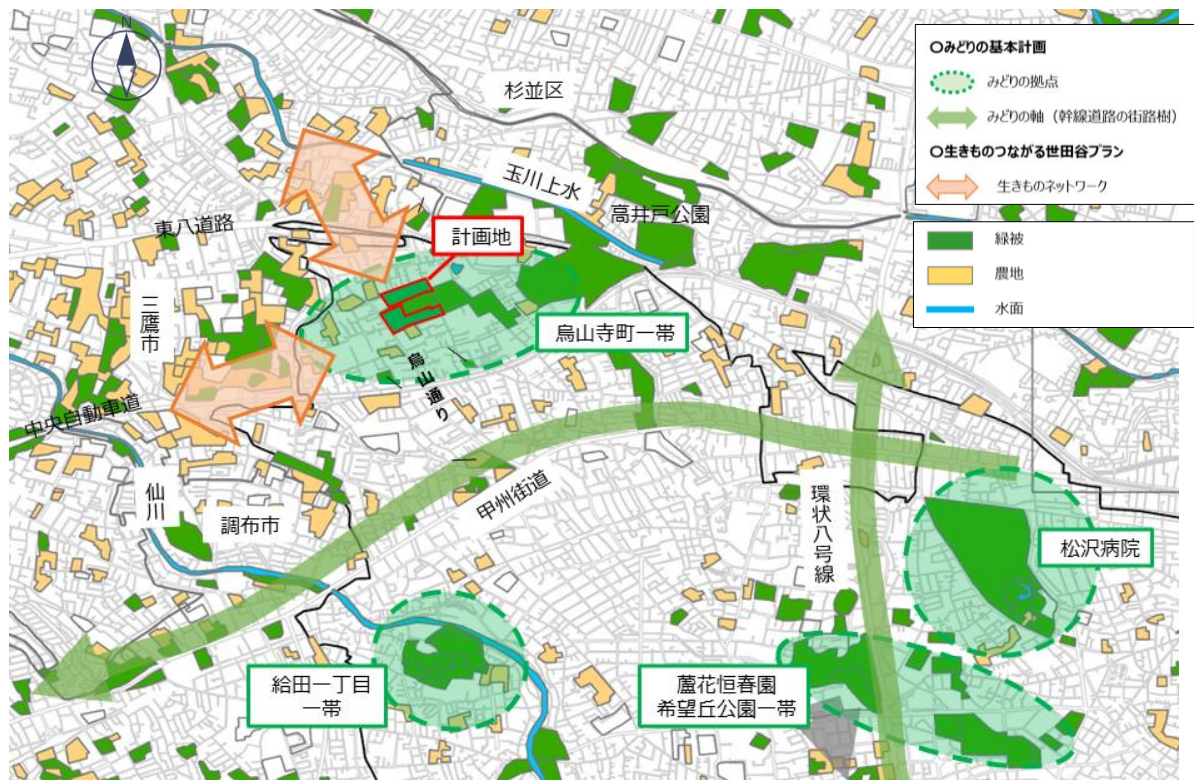 N
〇みどりの基本計画
みどりの拠点
みどりの軸（幹線道路の街路樹）
〇生きものつながる世田谷プラン
生きものネットワーク
緑被
農地
水面
杉並区
玉川上水
高井戸公園
東八道路
計画地
三鷹市
烏山寺町一帯
烏山通り
中央自動車道
甲州街道
仙川
調布市
環状八号線
松沢病院
給田一丁目
一帯
蘆花恒春園
希望丘公園一帯